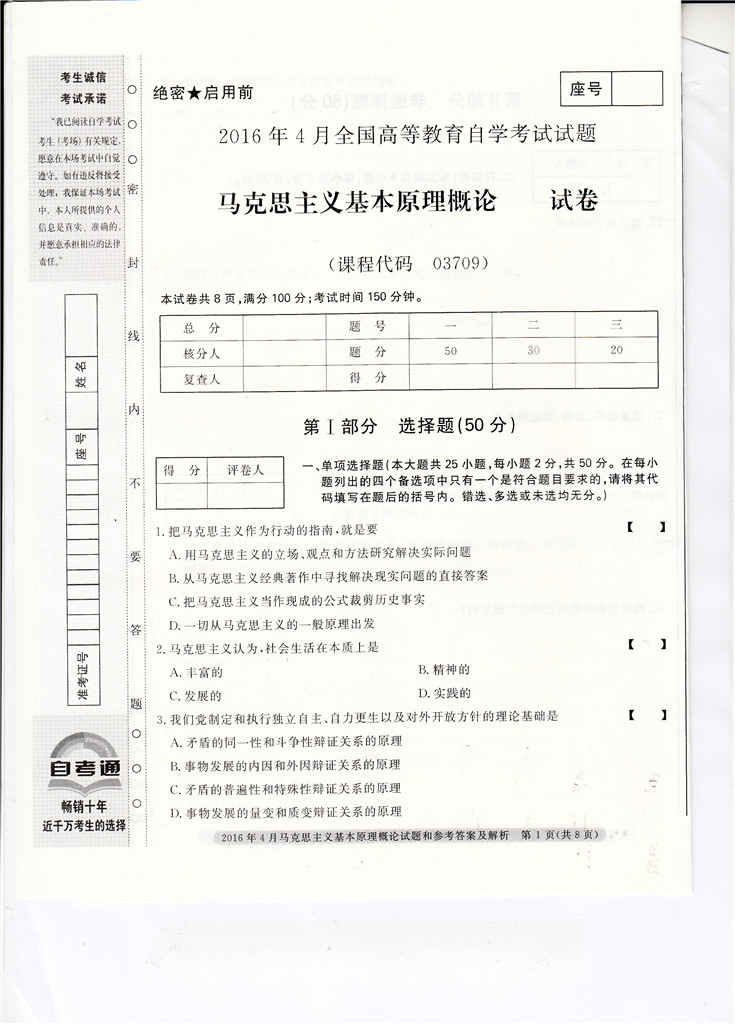 考生诚信
考试承诺
“我已阅读自学考试
考生（考场）有关规定，
愿意在本场考试中自觉
遵守。如有违反将接受
处理；我保证本场考试
中，本人所提供的个人
信息是真实、准确的，
并愿意承担相应的法律
责任。”
姓名
座号
准考证号
自考通
畅销十年
近千万考生的选择
密
封
线
内
不
要
答
题
绝密★启用前
座号
2016 年 4 月全国高等教育自学考试试题
马克思主义基本原理概论 试卷
（课程代码 03709）
本试卷共 8 页，满分 100 分；考试时间 150 分钟。
总 分 题 号 一 二 三
核分人 题 分 50 30 20
复查人 得 分
第 Ⅰ 部分 选择题（50 分）
得 分 评卷人
一、单项选择题（本大题共 25 小题，每小题 2 分，共 50 分。在每小
题列出的四个备选项中只有一个是符合题目要求的，请将其代
码填写在题后的括号内。错选、多选或未选均无分。）
1. 把马克思主义作为行动的指南，就是要 【 】
A. 用马克思主义的立场、观点和方法研究解决实际问题
B. 从马克思主义经典著作中寻找解决现实问题的直接答案
C. 把马克思主义当作现成的公式裁剪历史事实
D. 一切从马克思主义的一般原理出发
2. 马克思主义认为，社会生活在本质上是 【 】
A. 丰富的 B. 精神的
C. 发展的 D. 实践的
3. 我们党制定和执行独立自主、自力更生以及对外开放方针的理论基础是 【 】
A. 矛盾的同一性和斗争性辩证关系的原理
B. 事物发展的内因和外因辩证关系的原理
C. 矛盾的普遍性和特殊性辩证关系的原理
D. 事物发展的量变和质变辩证关系的原理
2016 年 4 月马克思主义基本原理概论试题和参考答案及解析 第 1 页（共 8 页）